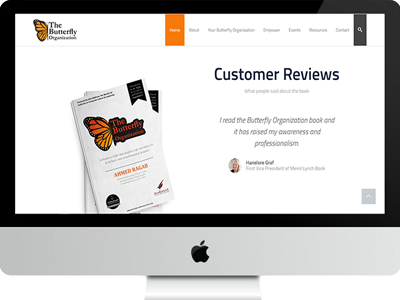 The
Butterfly
Organization
Home
About
Your Butterfly Organization
Empower
Events
Resources
Contact
Customer Reviews
What people said about the book
I read the Butterfly Organization book and
it has raised my awareness and
professionalism.
Hanelore Graf
First Vice President of Merril Lynch Bank
The
Butterfly
Organization
AHMED RAGAB